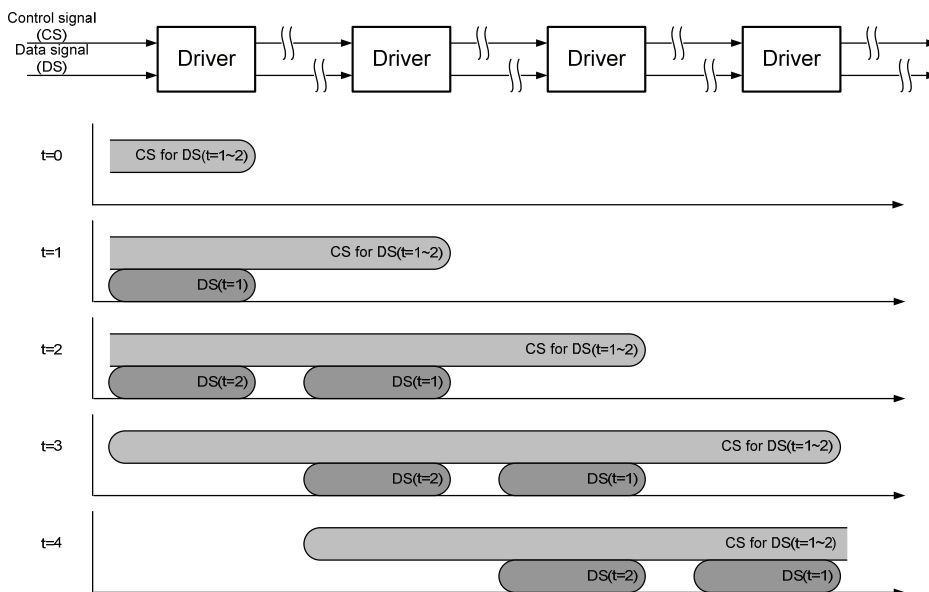 Control signal
(CS)
Data signal
(DS)
Driver
Driver
Driver
Driver
t=0
CS for DS(t=1~2)
t=1
CS for DS(t=1~2)
DS(t=1)
t=2
CS for DS(t=1~2)
DS(t=2)
DS(t=1)
t=3
CS for DS(t=1~2)
DS(t=2)
DS(t=1)
t=4
CS for DS(t=1~2)
DS(t=2)
DS(t=1)